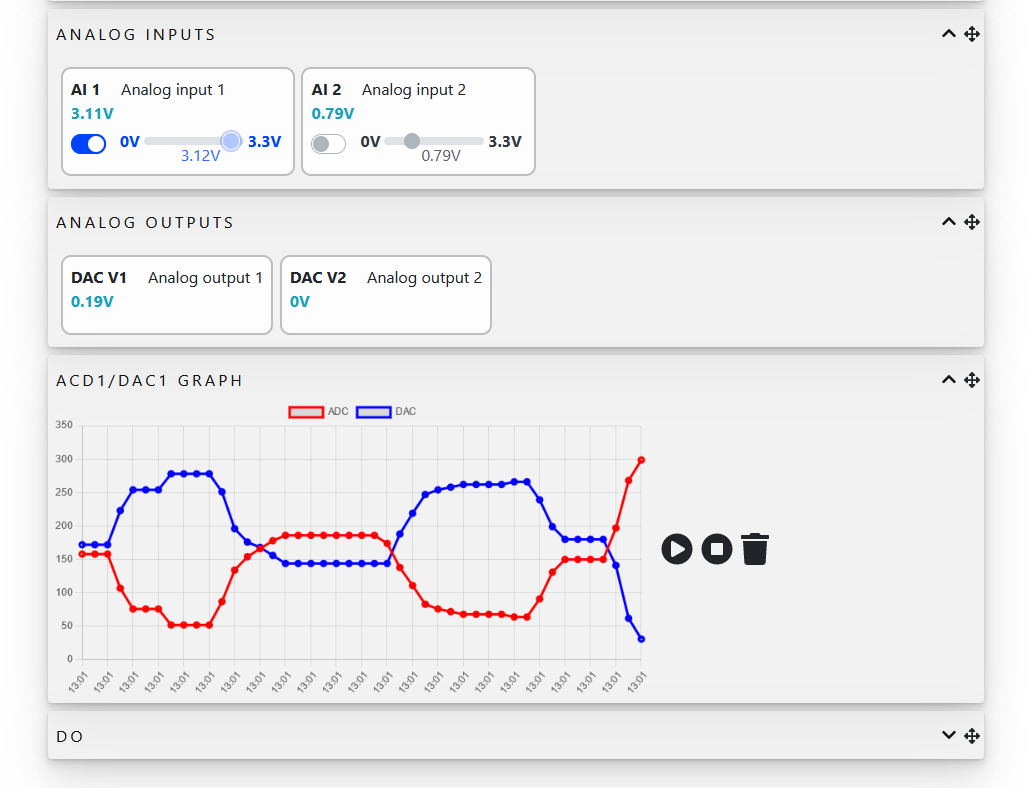 ANALOG INPUTS
AI 1 Analog input 1
3.11V
0V 3.3V
3.12V
AI 2 Analog input 2
0.79V
0V 3.3V
0.79V
ANALOG OUTPUTS
DAC V1 Analog output 1
0.19V
DAC V2 Analog output 2
0V
ACD1/DAC1 GRAPH
ADC DAC
350
300
250
200
150
100
50
0
13:01 13:01 13:01 13:01 13:01 13:01 13:01 13:01 13:01 13:01 13:01 13:01 13:01 13:01 13:01 13:01 13:01 13:01 13:01 13:01 13:01 13:01 13:01
DO